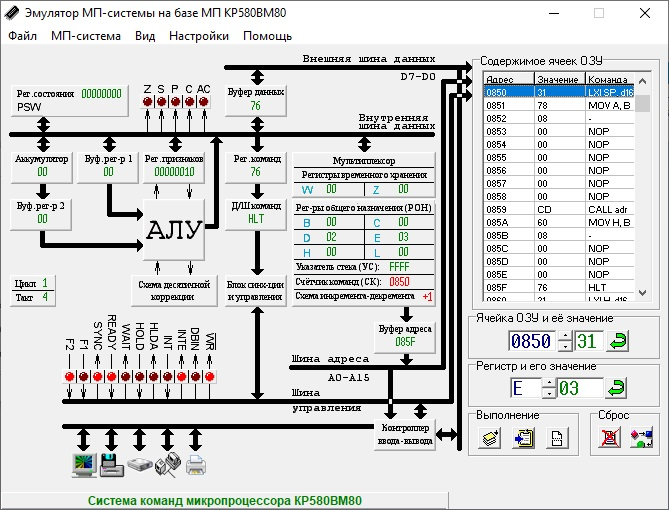 Эмулятор МП-системы на базе МП КР580ВМ80
Файл МП-система Вид Настройки Помощь
Внешняя шина данных
D7-D0
Рег.состояния 00000000
PSW
Z S P C AC
Буфер данных
76
Внутренняя
шина данных
Аккумулятор
00
Буф.рег-р 1
00
Рег.признаков
00000010
Рег.команд
76
Буф.рег-р 2
00
АЛУ
Д/Ш команд
HLT
Мультиплексор
Регистры временного хранения
W 00 Z 00
Рег-ры общего назначения (РОН)
B 00 C 00
D 02 E 03
H 00 L 00
Указатель стека (УС): FFFF
Счётчик команд (СК): 0850
Схема инкремента-декремента +1
Цикл 1
Такт 4
Схема десятичной
коррекции
Блок синх-ции
и управления
Буфер адреса
085F
F2 F1 SYNC READY WAIT HOLD HLDA INT INTE DBIN WR
Шина адреса
A0-A15
Шина
управления
Контроллер
ввода-вывода
Содержимое ячеек ОЗУ
Адрес Значение Команда
0850 31 LXI SP, d16
0851 78 MOV A, B
0852 08 -
0853 00 NOP
0854 00 NOP
0855 00 NOP
0856 00 NOP
0857 00 NOP
0858 00 NOP
0859 CD CALL adr
085A 60 MOV H, B
085B 08 -
085C 00 NOP
085D 00 NOP
085E 00 NOP
085F 76 HLT
0860 31 LXI H, d16
Ячейка ОЗУ и её значение
0850 31
Регистр и его значение
E 03
Выполнение
Сброс
Система команд микропроцессора КР580ВМ80